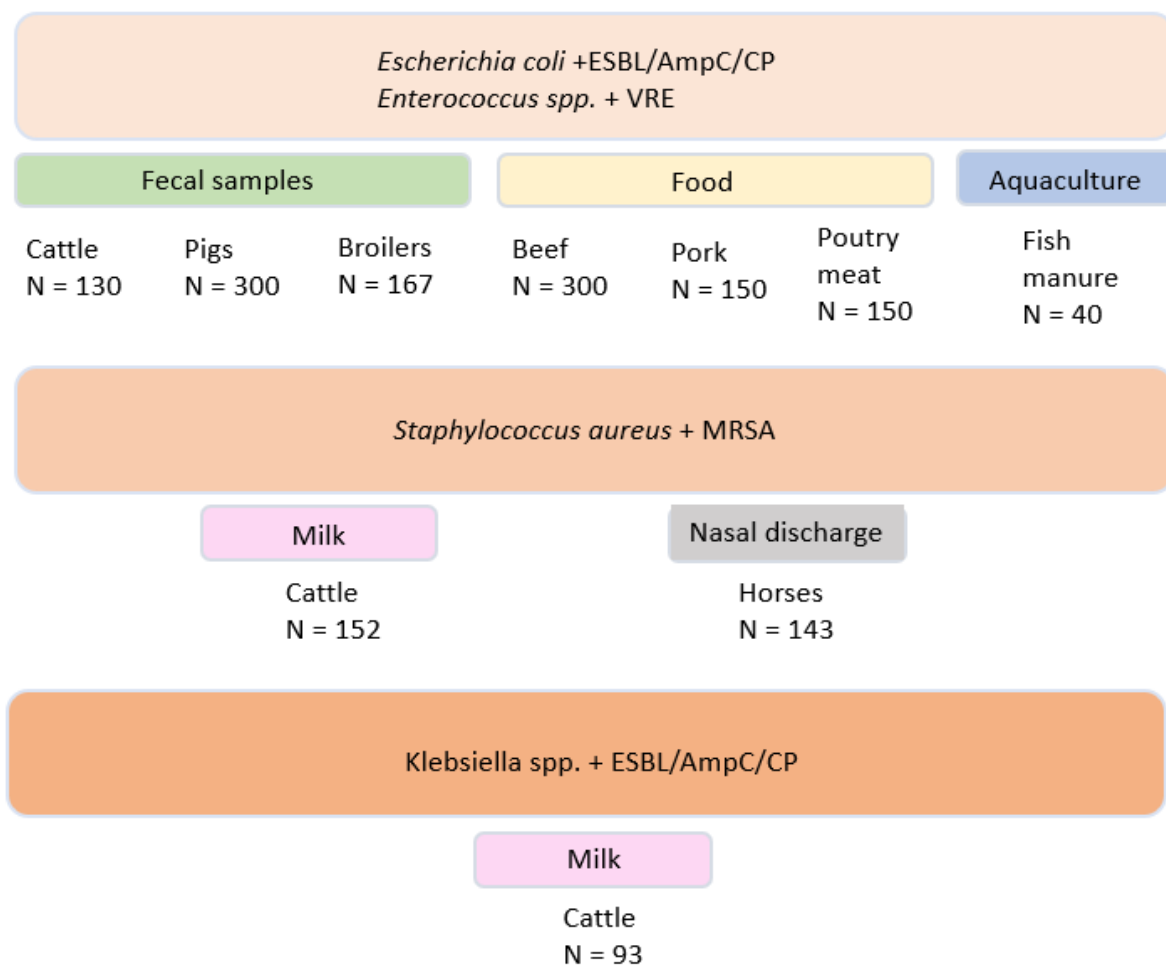 Escherichia coli +ESBL/AmpC/CP
Enterococcus spp. + VRE
Fecal samples
Food
Aquaculture
Cattle
N = 130
Pigs
N = 300
Broilers
N = 167
Beef
N = 300
Pork
N = 150
Poutry
meat
N = 150
Fish
manure
N = 40
Staphylococcus aureus + MRSA
Milk
Nasal discharge
Cattle
N = 152
Horses
N = 143
Klebsiella spp. + ESBL/AmpC/CP
Milk
Cattle
N = 93